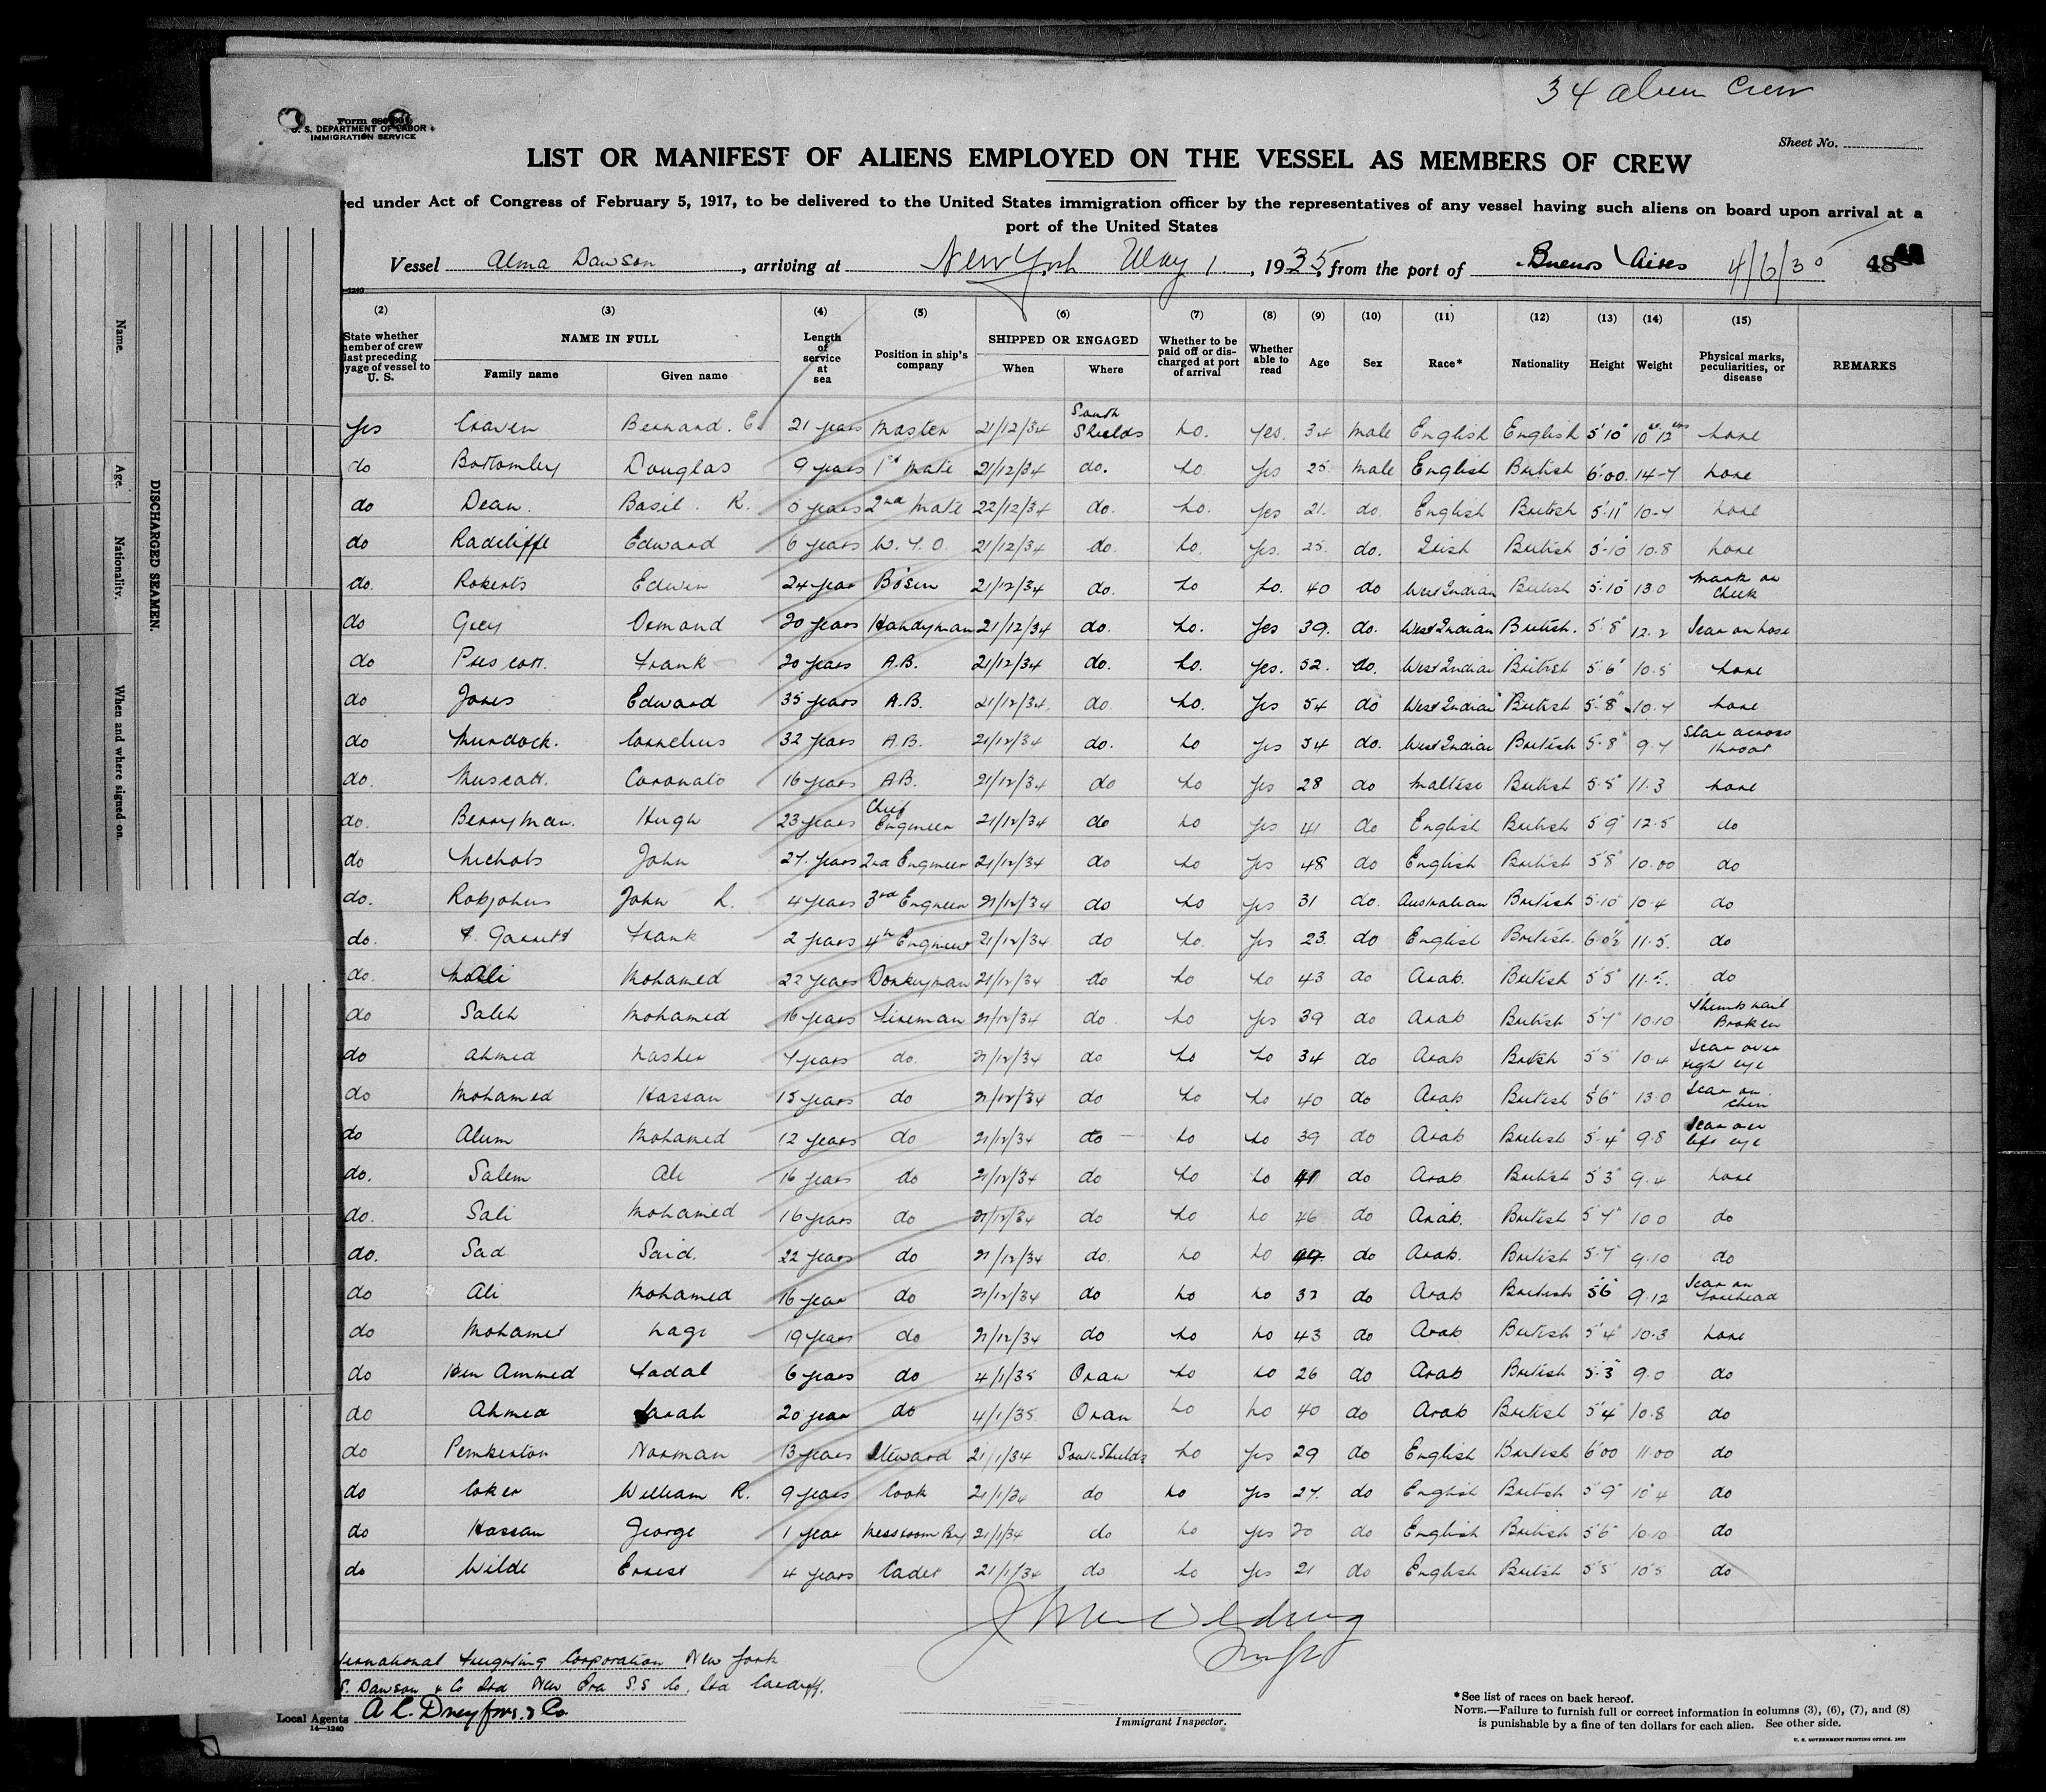 34 alien Crew
U. S. DEPARTMENT OF LABOR
IMMIGRATION SERVICE
Sheet No.
LIST OR MANIFEST OF ALIENS EMPLOYED ON THE VESSEL AS MEMBERS OF CREW
red under Act of Congress of February 5, 1917, to be delivered to the United States immigration officer by the representatives of any vessel having such aliens on board upon arrival at a
port of the United States
Vessel Alma Dawson, arriving at New York May 1, 1935, from the port of Buenos Aires 48
(2) (3) (4) (5) (6) (7) (8) (9) (10) (11) (12) (13) (14) (15)
State whether member of crew last preceding voyage of vessel to U. S. NAME IN FULL Family name Given name Length of service at sea Position in ship's company SHIPPED OR ENGAGED When Where Whether to be paid off or discharged at port of arrival Whether able to read Age Sex Race* Nationality Height Weight Physical marks, peculiarities, or disease REMARKS
yes Craven Bernard. E. 21 years Master 21/12/34 South Shields No. yes. 34 male English English 5'10" 10 12 None
do Bottomley Douglas 9 years 1st Mate 21/12/34 do. No yes 25 male English British 6'00 14-7 None
do Dean. Basil. R. 5 years 2nd Mate 22/12/34 do. No. yes 21. do. English British 5'11" 10-7 None
do Radcliffe Edward 6 years W.T.O. 21/12/34 do. No. yes. 25. do. Irish British 5'10 10.8 None
do. Roberts Edwin 24 year Bosun 21/12/34 do. No No. 40 do West Indian British 5'10" 13.0 Mark on Cheek
do Grey Osmond 20 years Handyman 21/12/34 do. No. yes 39. do. West Indian British. 5'8" 12.2 Scar on Nose
do Prescott. Frank 20 years A.B. 21/12/34 do. No. yes. 52. do. West Indian British 5'6" 10.5 None
do Jones Edward 35 years A.B. 21/12/34 do. No. yes 54 do West Indian British 5'8" 10.7 None
do Murdock. Cornelius 32 years A.B. 21/12/34 do. No yes 54 do. West Indian British 5'8" 9.7 Scar across throat
do. Muscatt. Coronato 16 years A.B. 21/12/34 do No yes 28 do Maltese British 5'8" 11.3 None
do. Berryman. Hugh 23 years Chief Engineer 21/12/34 do No yes 41 do English British 5'9" 12.5 do
do Nichols John 27. years 2nd Engineer 21/12/34 do No yes 48 do English British 5'8" 10.00 do
do. Robjohns John L. 4 years 3rd Engineer 21/12/34 do No yes 31 do. Australian British 5'10" 10.4 do
do. Garrett Frank 2 years 4th Engineer 21/12/34 do No. yes 23 do English British. 6'0½ 11.5. do
do. Ali Mohamed 22 years Donkeyman 21/12/34 do No No 43 do Arab. British 5'5" do
do Saleh Mohamed 16 years Fireman 21/12/34 do No yes 39 do Arab British 5'7" 10.10 Thumb nail Broken
do Ahmed Nasher 7 years do. 21/12/34 do No No 34 do Arab British 5'5" 10.4 Scar over right eye
do Mohamed Hassan 15 years do 21/12/34 do No No 40 do Arab British 5'6" 13.0 Scar on Chin
do Alum Mohamed 12 years do 21/12/34 do No No 39 do Arab British 5'4" 9.8 Scar over left eye
do. Salem Ali 16 years do 21/12/34 do No No 41 do Arab British 5'3" 9.4 None
do. Sali Mohamed 16 years do 21/12/34 do No No 46 do Arab. British 5'7" 10.0 do
do. Sad Said. 22 years do 21/12/34 do. No No do Arab. British 5'7" 9.10 do
do Ali Mohamed 16 year do 21/12/34 do No No 33 do Arab British 5'6" 9.12 Scar on Forehead
do Mohamed Nagi 19 years do 21/12/34 do No No 43 do Arab British 5'4" 10.3 None
do Ben Ammed Fadal 6 years do 4/1/35 Oran No No 26 do Arab British 5'3" 9.0 do
do Ahmed Farah 20 year do 4/1/35 Oran No No 40 do Arab British 5'4" 10.8 do
do Pemberton Norman 13 years Steward 21/1/34 South Shields No yes 29 do English British 6'00 11.00 do
do Coker William R. 9 years Cook 21/1/34 do No yes 27. do English British 5'9" 10.4 do
do Hassan George 1 year Messroom Boy 21/1/34 do No yes 20 do English British 5'6" 10.10 do
do Wilde Ernest 4 years Cadet 21/1/34 do No yes 21 do English British 5'5 10.5 do
Name. Age. Nationality. When and where signed on.
DISCHARGED SEAMEN.
ternational Freighting Corporation New York
S. Dawson & Co Ltd New Era S.S Co. Ltd Cardiff.
Local Agents A L. Dreyfus & Co
14—1240
Immigrant Inspector.
*See list of races on back hereof.
NOTE.—Failure to furnish full or correct information in columns (3), (6), (7), and (8)
is punishable by a fine of ten dollars for each alien. See other side.
U. S. GOVERNMENT PRINTING OFFICE